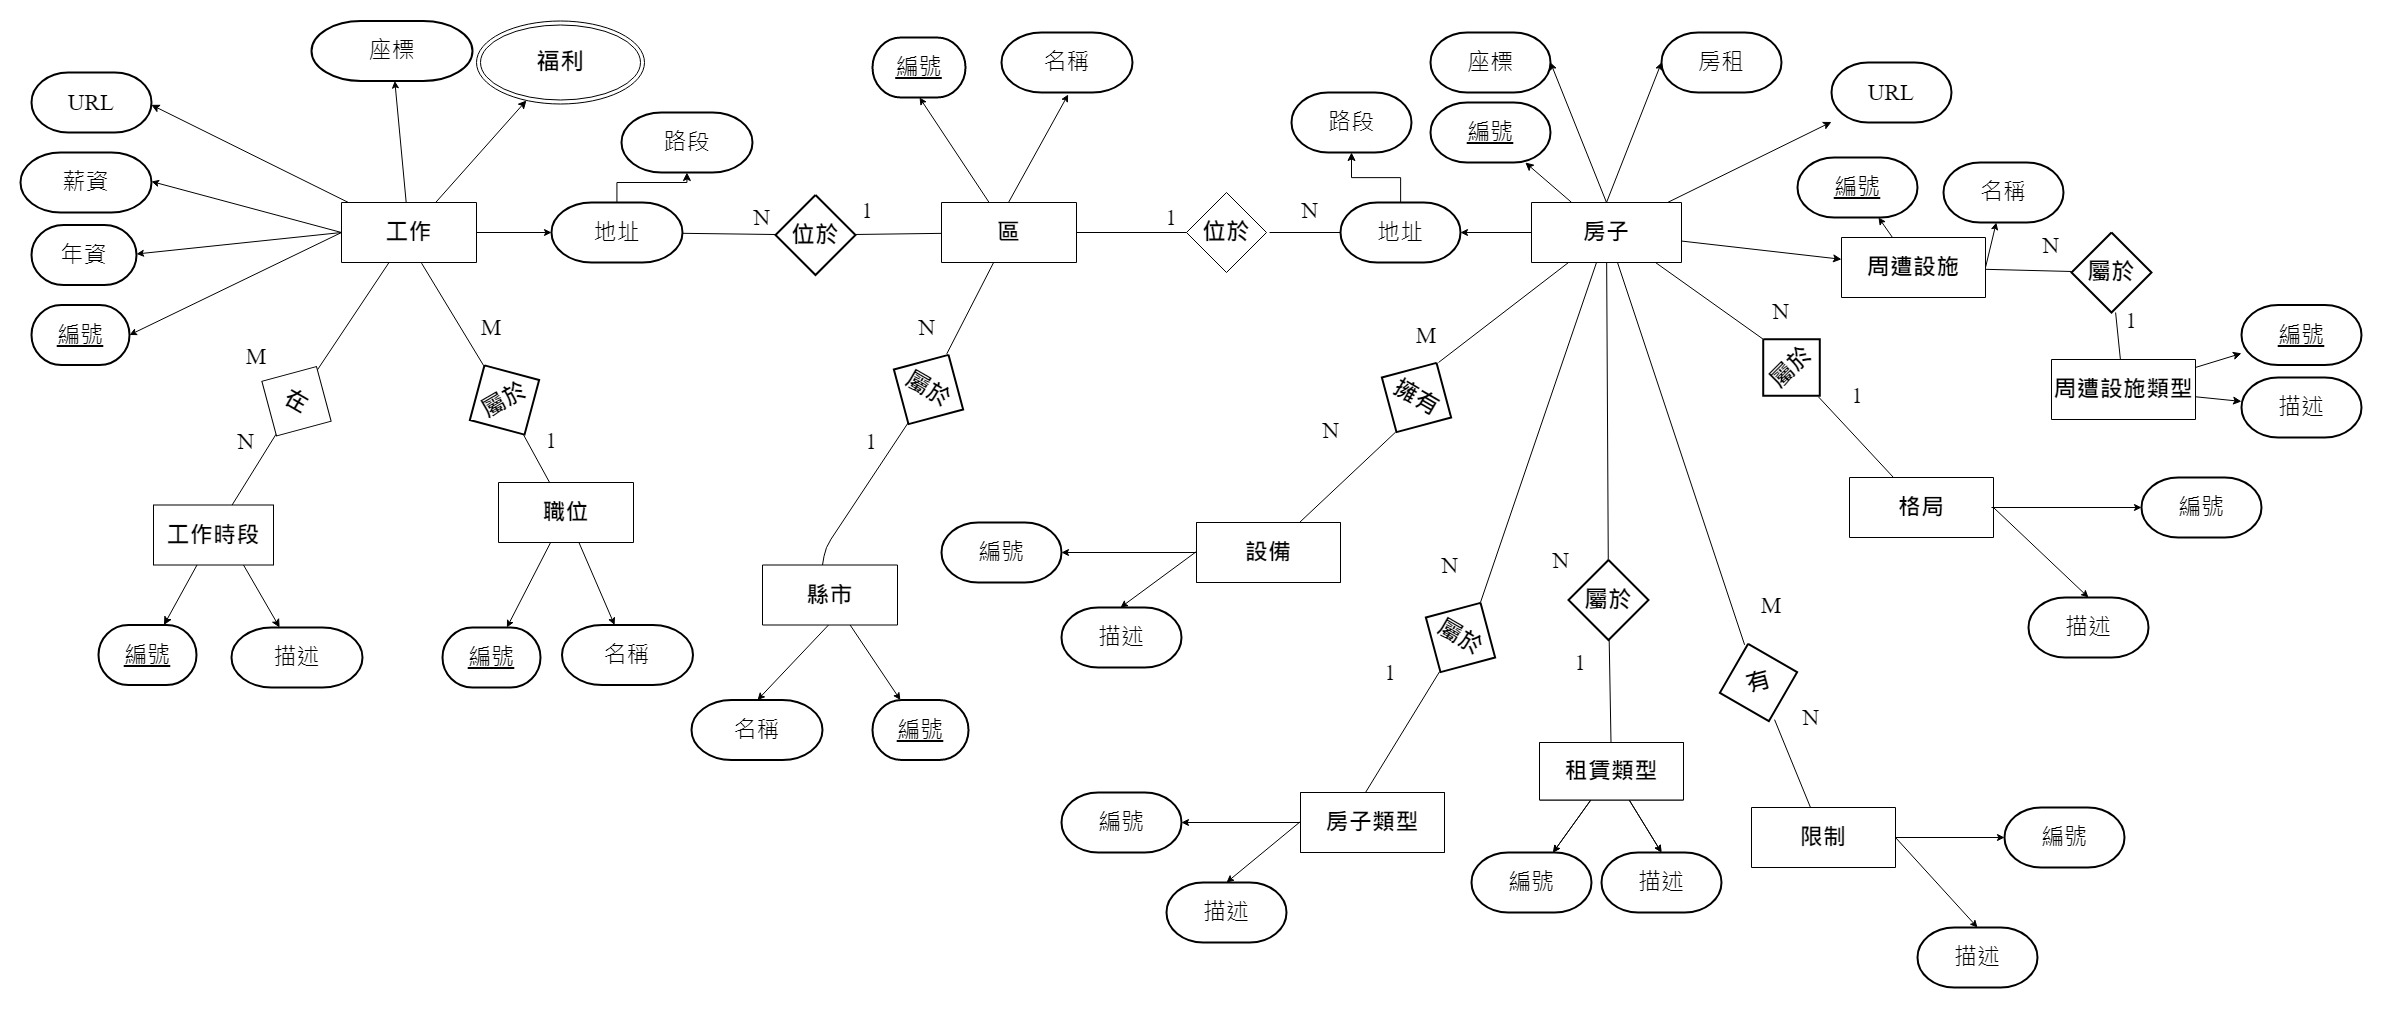 座標
福利
編號
名稱
座標
房租
URL
URL
路段
路段
編號
薪資
編號
名稱
年資
工作
地址
N
位於
1
區
1
位於
N
地址
房子
周遭設施
N
屬於
編號
M
M
N
M
N
1
編號
在
屬於
屬於
擁有
屬於
周遭設施類型
描述
N
1
1
N
1
工作時段
職位
設備
編號
格局
編號
縣市
N
N
屬於
描述
描述
M
編號
描述
編號
名稱
屬於
1
1
有
N
名稱
編號
租賃類型
編號
房子類型
限制
編號
描述
編號
描述
描述